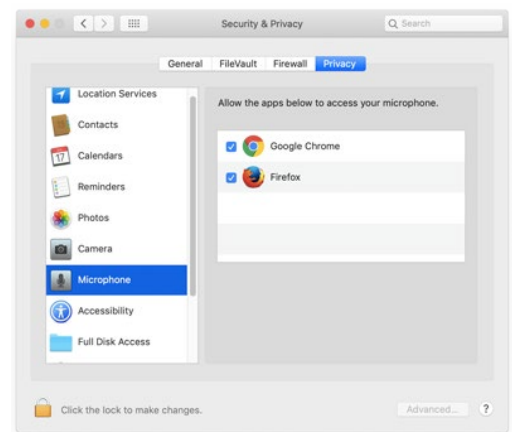 Security & Privacy
Search
General FileVault Firewall Privacy
Location Services
Contacts
17
Calendars
Reminders
Photos
Camera
Microphone
Accessibility
Full Disk Access
Allow the apps below to access your microphone.
Google Chrome
Firefox
Click the lock to make changes.
Advanced...
?